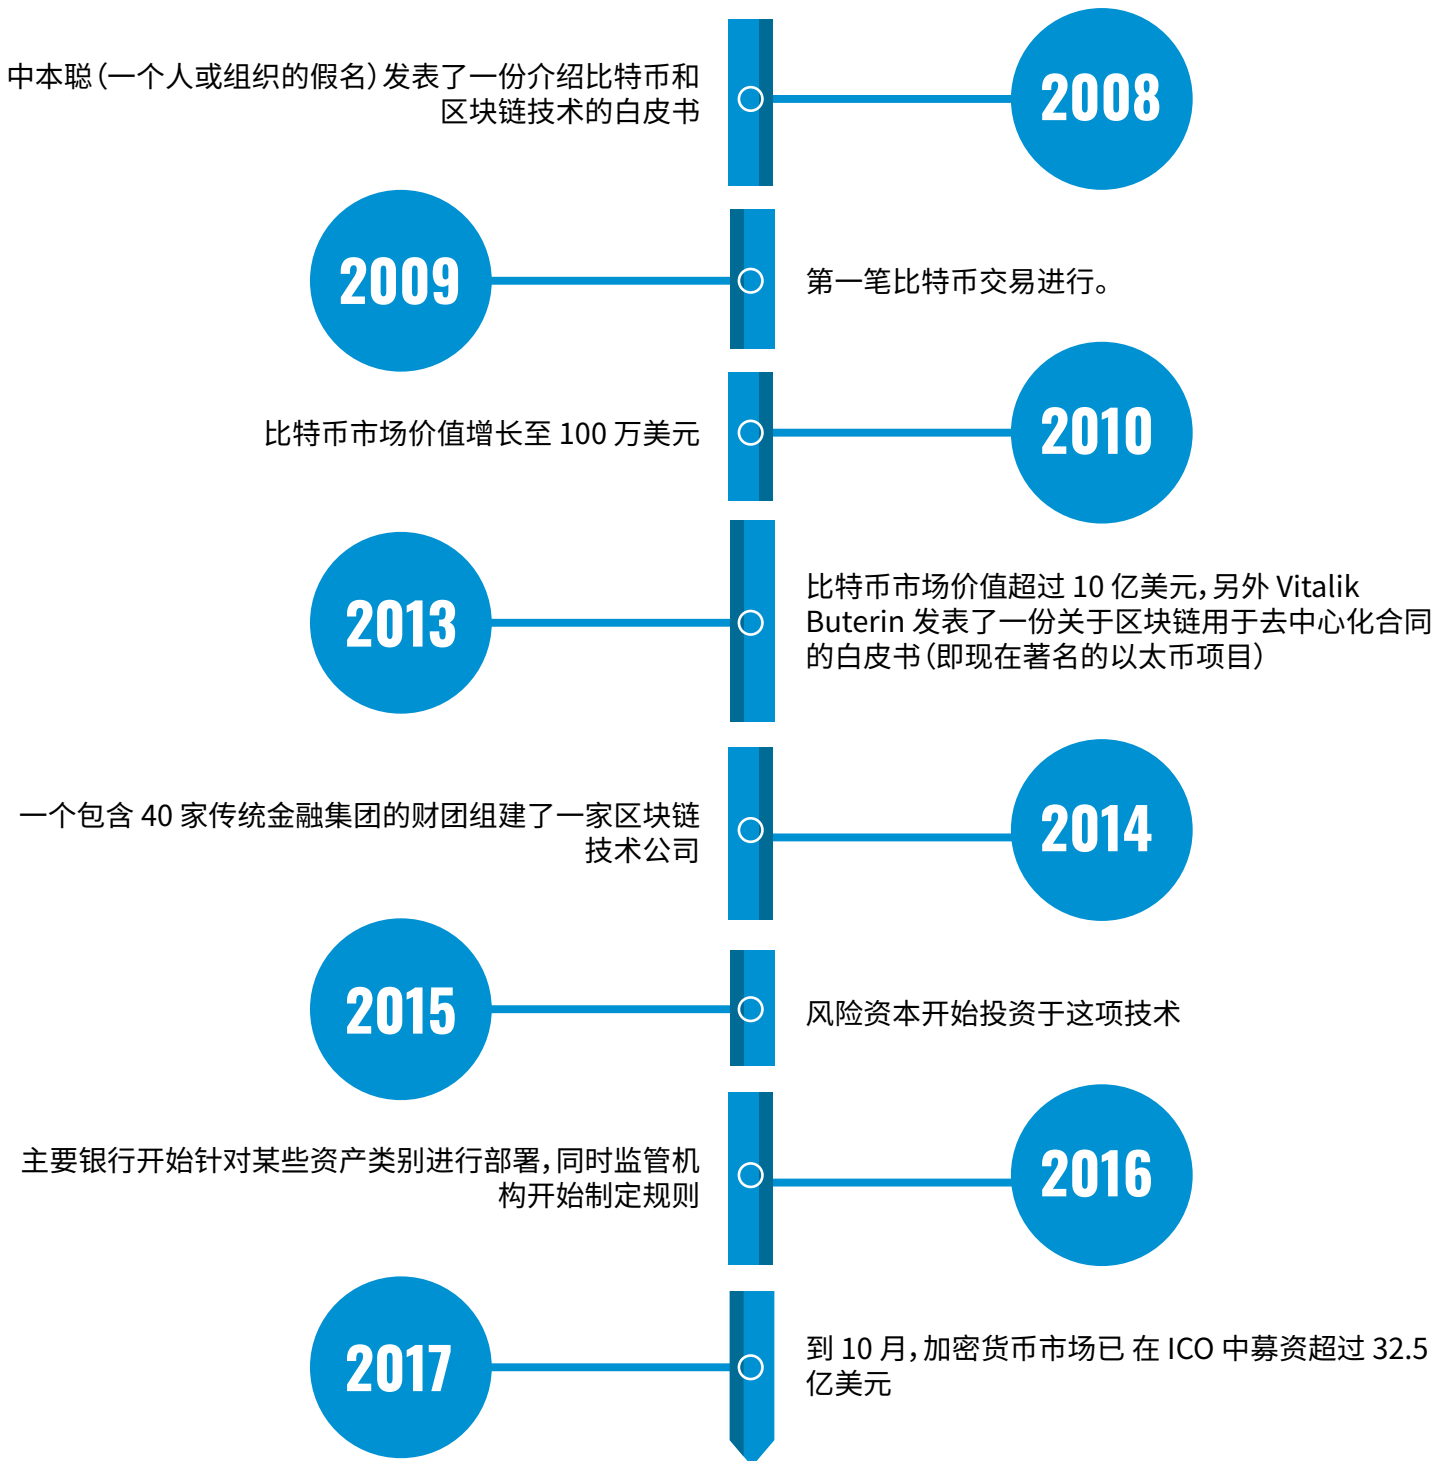 中本聪（一个人或组织的假名）发表了一份介绍比特币和
区块链技术的白皮书
2008
2009
第一笔比特币交易进行。
比特币市场价值增长至 100 万美元
2010
2013
比特币市场价值超过 10 亿美元，另外 Vitalik
Buterin 发表了一份关于区块链用于去中心化合同
的白皮书（即现在著名的以太币项目）
一个包含 40 家传统金融集团的财团组建了一家区块链
技术公司
2014
2015
风险资本开始投资于这项技术
主要银行开始针对某些资产类别进行部署，同时监管机
构开始制定规则
2016
2017
到 10 月，加密货币市场已 在 ICO 中募资超过 32.5
亿美元